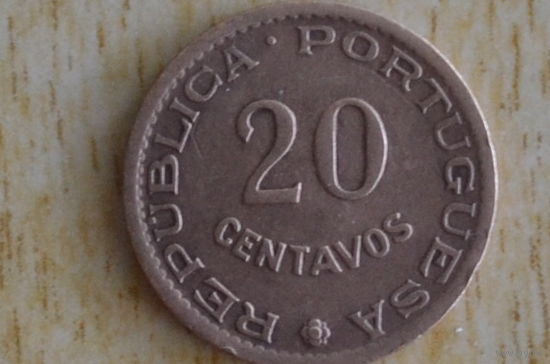 REPUBLICA · PORTUGUESA
20
CENTAVOS